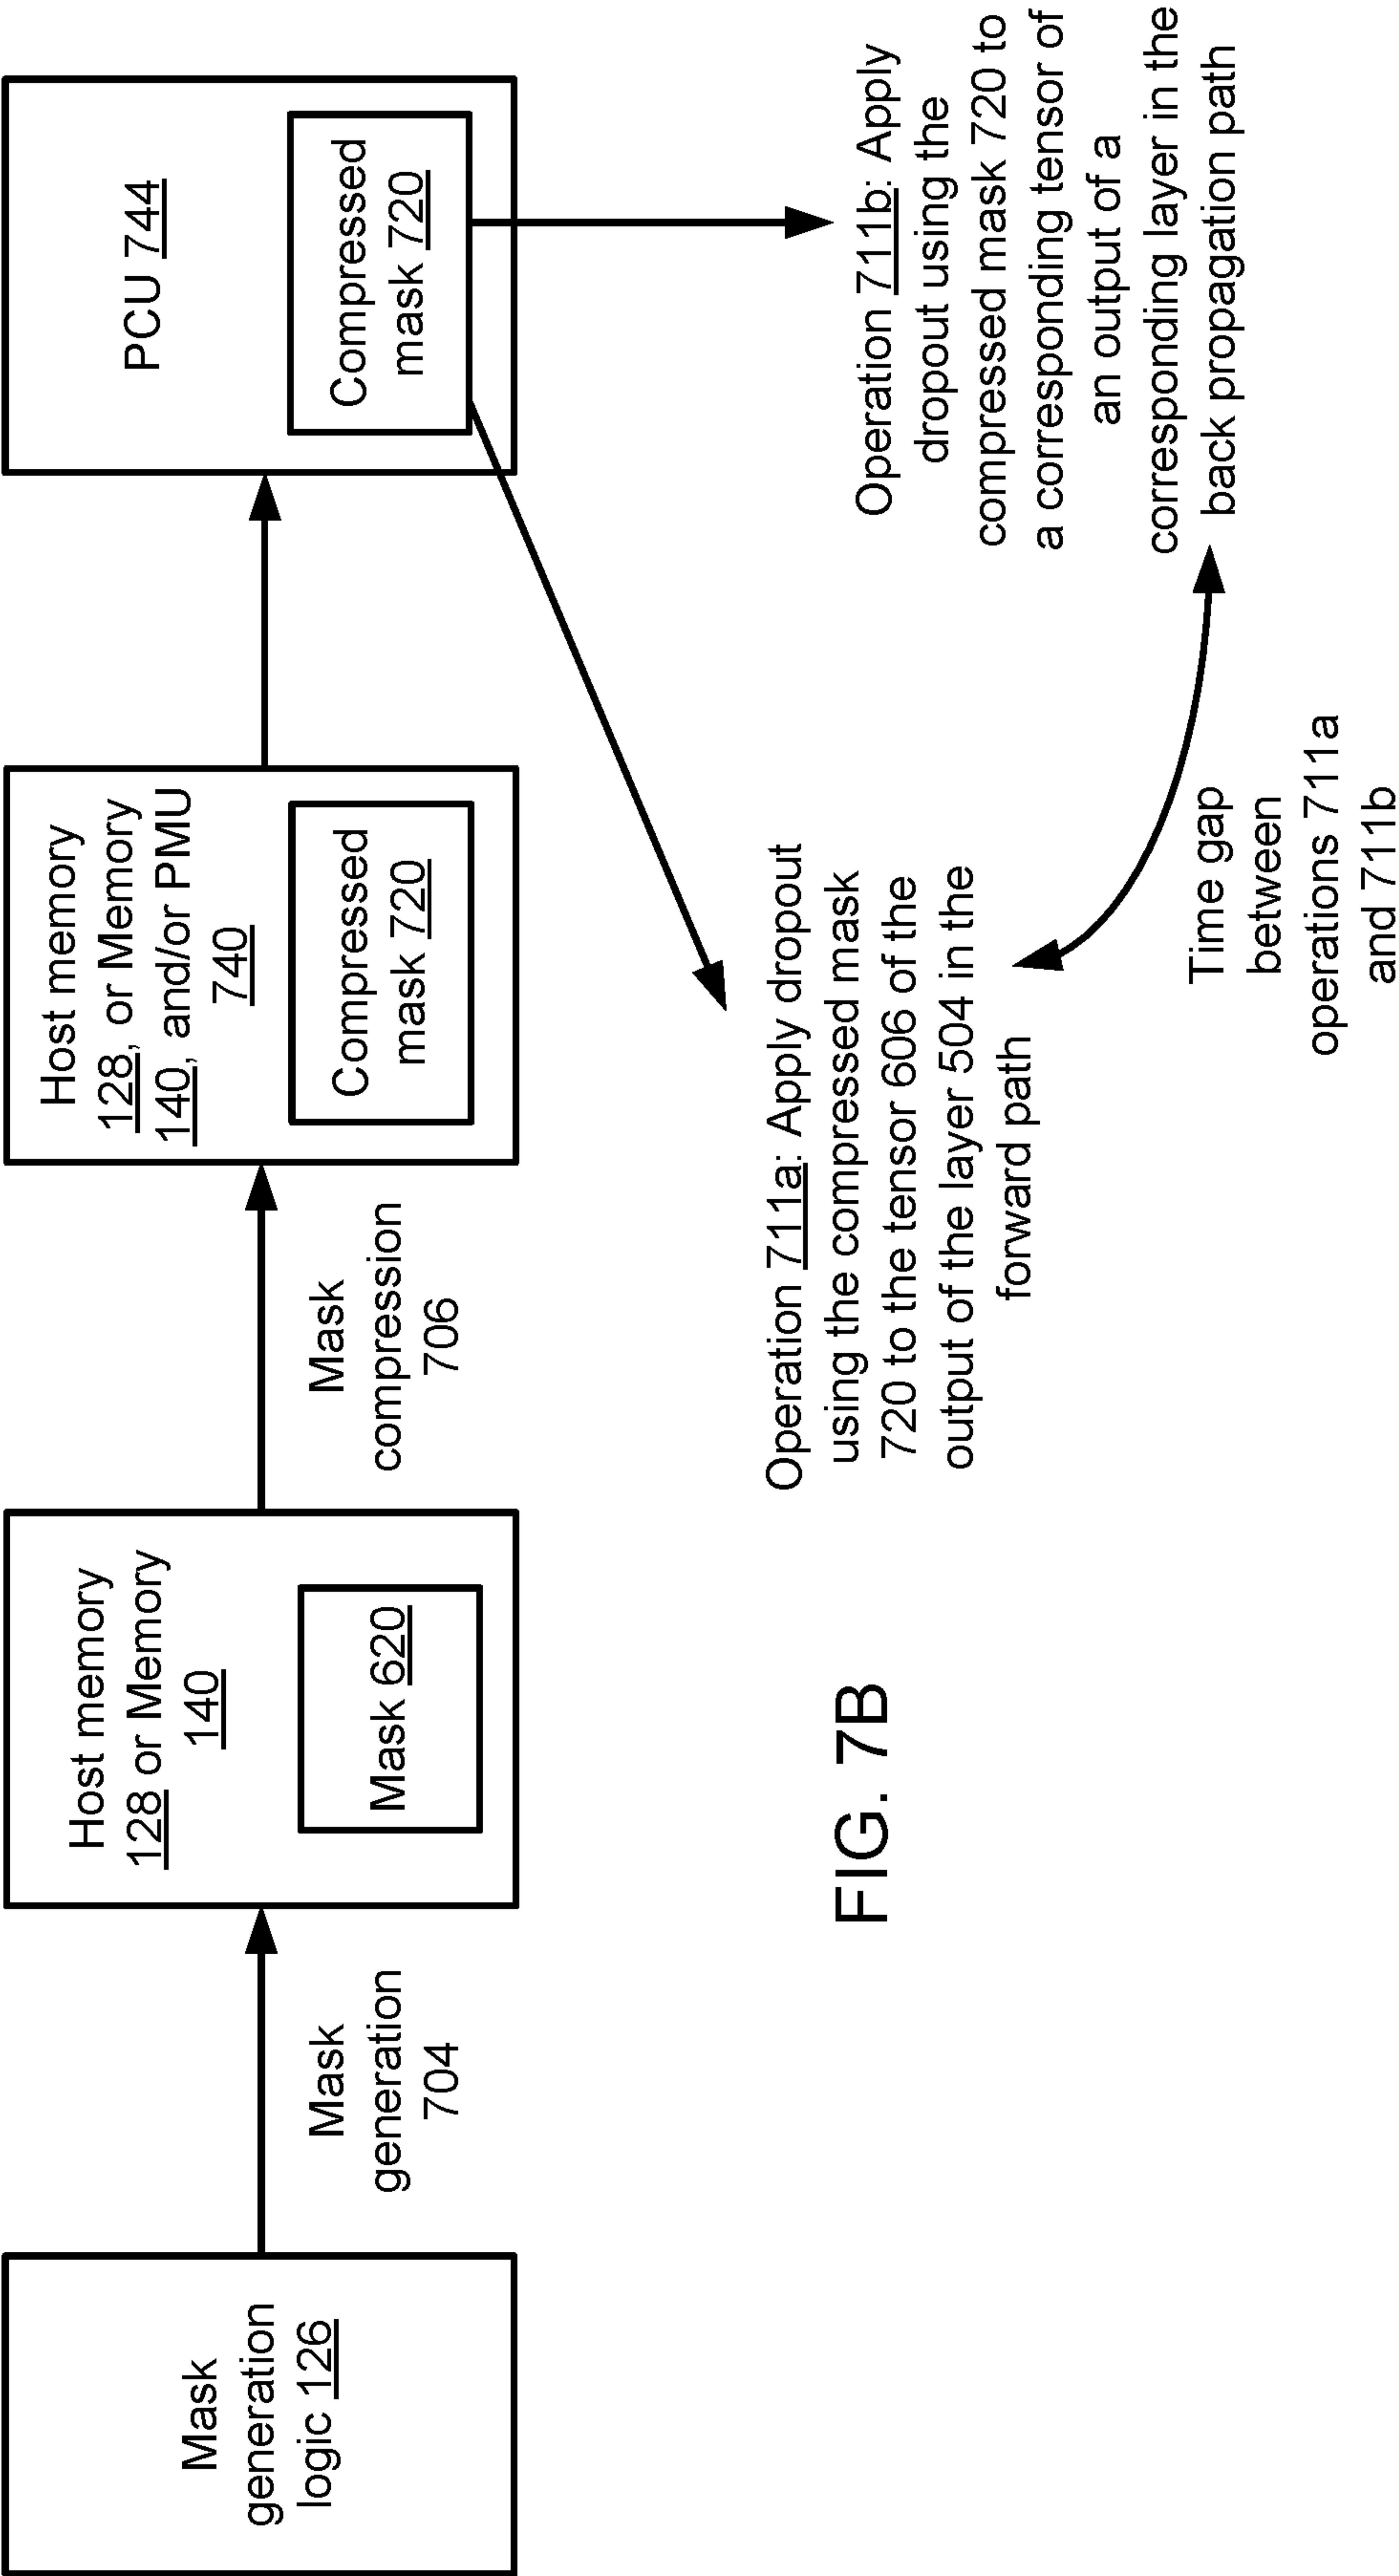 Mask
generation
logic 126
Mask
generation
704
Host memory
128 or Memory
140
Mask 620
Mask
compression
706
Host memory
128, or Memory
140, and/or PMU
740
Compressed
mask 720
PCU 744
Compressed
mask 720
Operation 711a: Apply dropout
using the compressed mask
720 to the tensor 606 of the
output of the layer 504 in the
forward path
Operation 711b: Apply
dropout using the
compressed mask 720 to
a corresponding tensor of
an output of a
corresponding layer in the
back propagation path
Time gap
between
operations 711a
and 711b
FIG. 7B